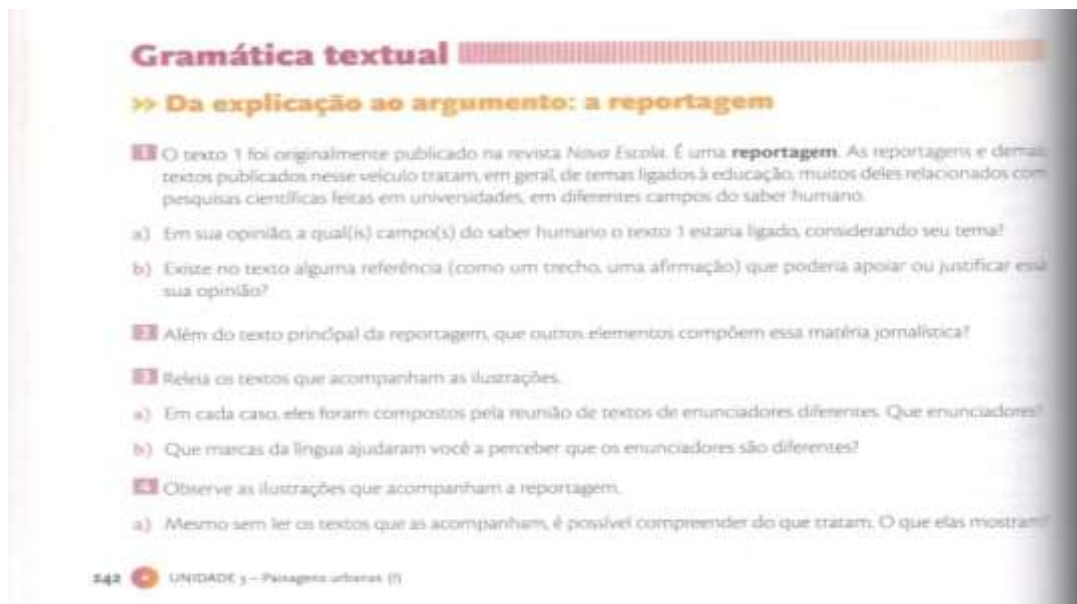 Gramática textual
>> Da explicação ao argumento: a reportagem
1 O texto 1 foi originalmente publicado na revista Nova Escola. É uma reportagem. As reportagens e demais
textos publicados nesse veículo tratam, em geral, de temas ligados à educação, muitos deles relacionados com
pesquisas científicas feitas em universidades, em diferentes campos do saber humano.
a) Em sua opinião, a qual(is) campo(s) do saber humano o texto 1 estaria ligado, considerando seu tema?
b) Existe no texto alguma referência (como um trecho, uma afirmação) que poderia apoiar ou justificar essa
sua opinião?
2 Além do texto principal da reportagem, que outros elementos compõem essa matéria jornalística?
3 Releia os textos que acompanham as ilustrações.
a) Em cada caso, eles foram compostos pela reunião de textos de enunciadores diferentes. Que enunciadores?
b) Que marcas da língua ajudaram você a perceber que os enunciadores são diferentes?
4 Observe as ilustrações que acompanham a reportagem.
a) Mesmo sem ler os textos que as acompanham, é possível compreender do que tratam. O que elas mostram?
242 UNIDADE 3 – Paisagens urbanas (I)